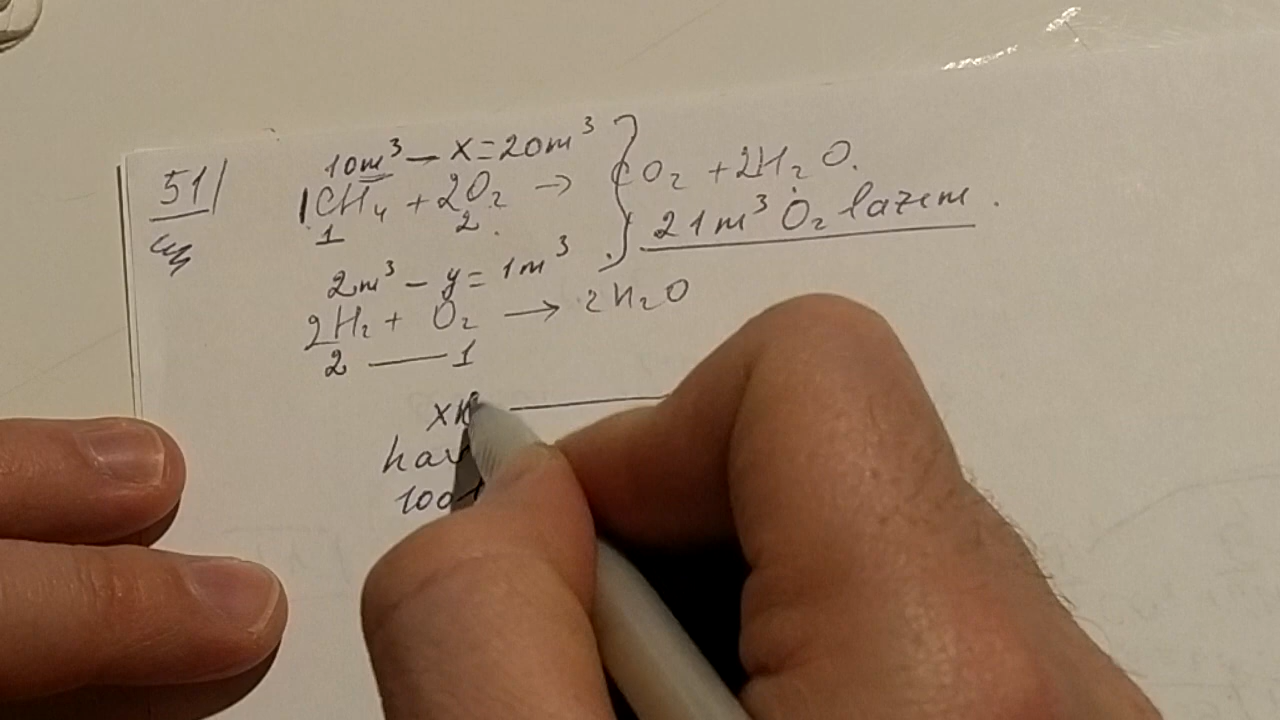 51
10m³ – x=20m³
1CH₄ + 2O₂ → CO₂ + 2H₂O.
1 2.
21m³ O₂ lazım.
2m³ – y = 1m³
2H₂ + O₂ → 2H₂O
2 — 1